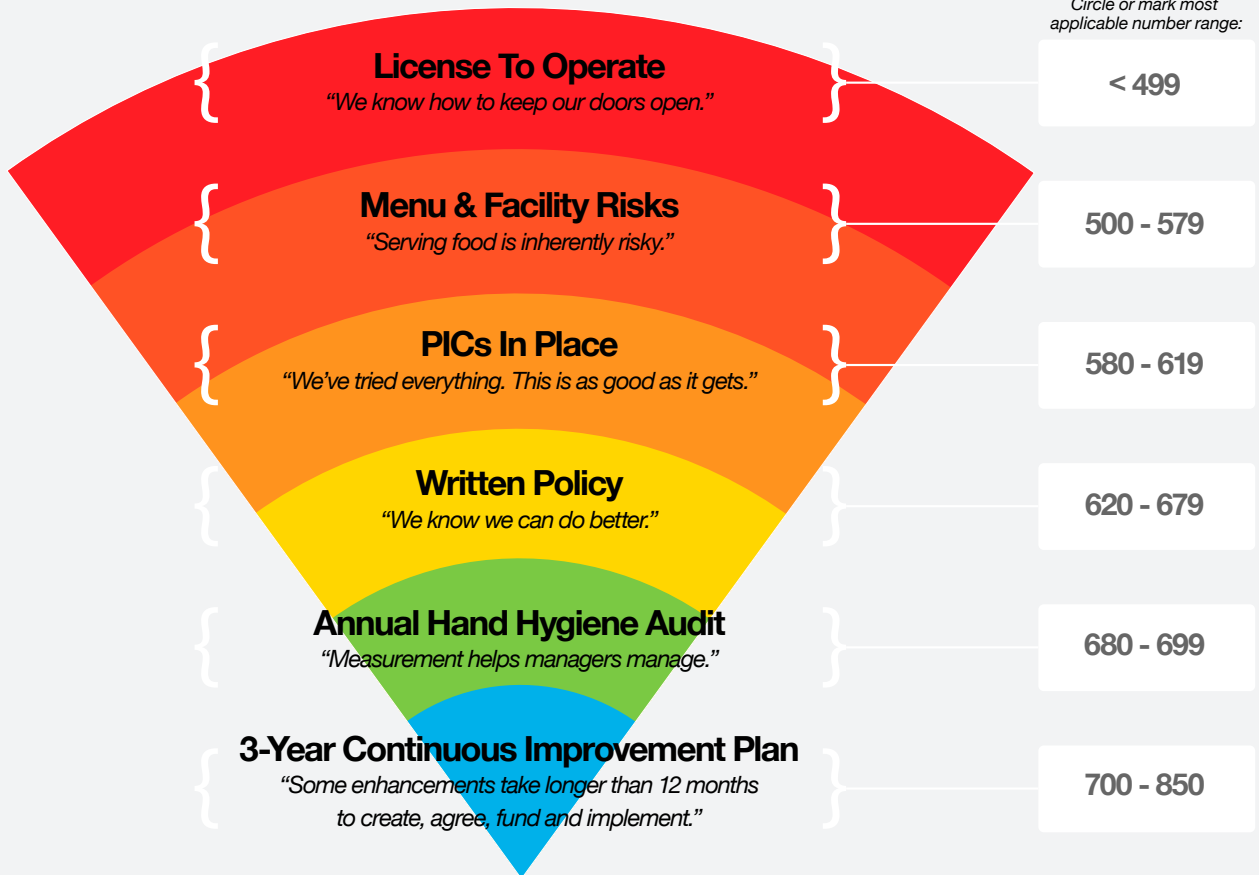 Circle or mark most
applicable number range:
License To Operate
“We know how to keep our doors open.”
< 499
Menu & Facility Risks
“Serving food is inherently risky.”
500 - 579
PICs In Place
“We’ve tried everything. This is as good as it gets.”
580 - 619
Written Policy
“We know we can do better.”
620 - 679
Annual Hand Hygiene Audit
“Measurement helps managers manage.”
680 - 699
3-Year Continuous Improvement Plan
“Some enhancements take longer than 12 months
to create, agree, fund and implement.”
700 - 850